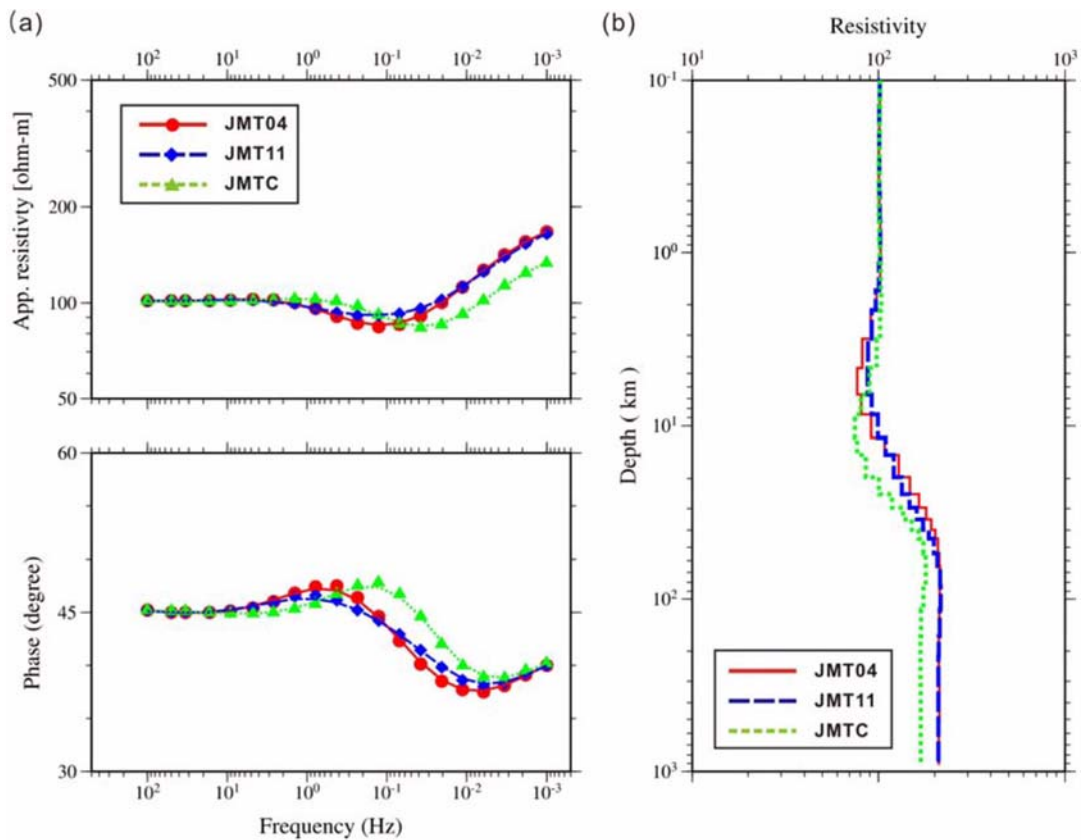 (a)
10² 10¹ 10⁰ 10⁻¹ 10⁻² 10⁻³
500
200
100
50
App. resistivty [ohm-m]
JMT04
JMT11
JMTC
60
45
30
Phase (degree)
10² 10¹ 10⁰ 10⁻¹ 10⁻² 10⁻³
Frequency (Hz)
(b)
Resistivity
10¹ 10² 10³
10⁻¹
10⁰
10¹
10²
10³
Depth ( km )
JMT04
JMT11
JMTC